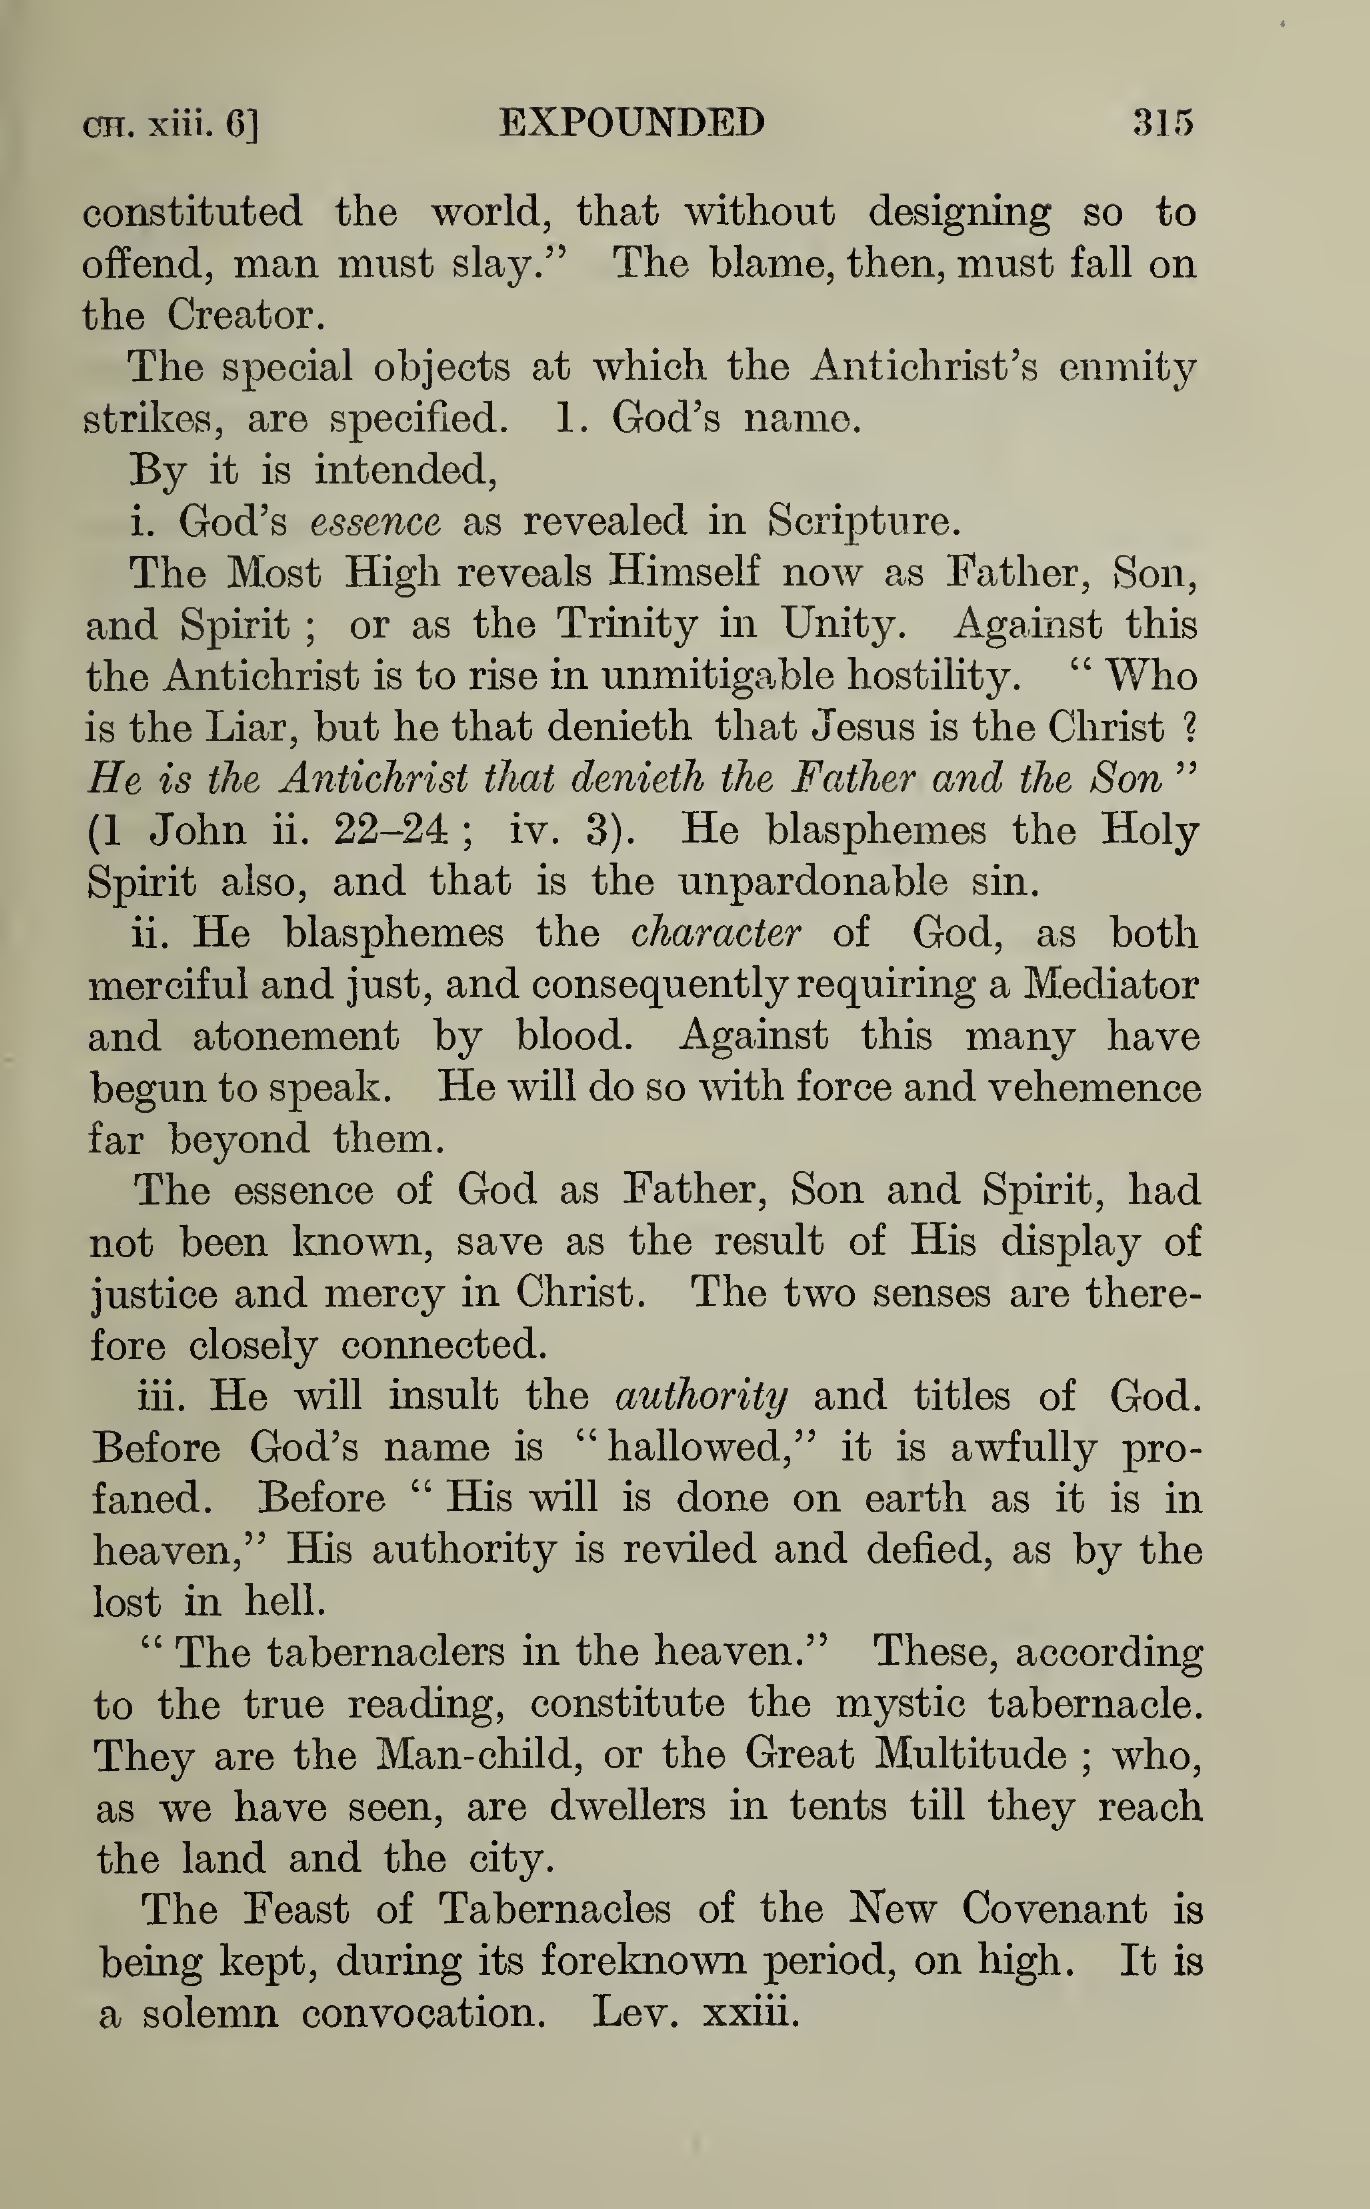 CH. xiii. 6] EXPOUNDED 315
constituted the world, that without designing so to
offend, man must slay.” The blame, then, must fall on
the Creator.
The special objects at which the Antichrist’s enmity
strikes, are specified. 1. God’s name.
By it is intended,
i. God’s essence as revealed in Scripture.
The Most High reveals Himself now as Father, Son,
and Spirit ; or as the Trinity in Unity. Against this
the Antichrist is to rise in unmitigable hostility. “ Who
is the Liar, but he that denieth that Jesus is the Christ ?
He is the Antichrist that denieth the Father and the Son ”
(1 John ii. 22–24 ; iv. 3). He blasphemes the Holy
Spirit also, and that is the unpardonable sin.
ii. He blasphemes the character of God, as both
merciful and just, and consequently requiring a Mediator
and atonement by blood. Against this many have
begun to speak. He will do so with force and vehemence
far beyond them.
The essence of God as Father, Son and Spirit, had
not been known, save as the result of His display of
justice and mercy in Christ. The two senses are there-
fore closely connected.
iii. He will insult the authority and titles of God.
Before God’s name is “ hallowed,” it is awfully pro-
faned. Before “ His will is done on earth as it is in
heaven,” His authority is reviled and defied, as by the
lost in hell.
“ The tabernaclers in the heaven.” These, according
to the true reading, constitute the mystic tabernacle.
They are the Man-child, or the Great Multitude ; who,
as we have seen, are dwellers in tents till they reach
the land and the city.
The Feast of Tabernacles of the New Covenant is
being kept, during its foreknown period, on high. It is
a solemn convocation. Lev. xxiii.